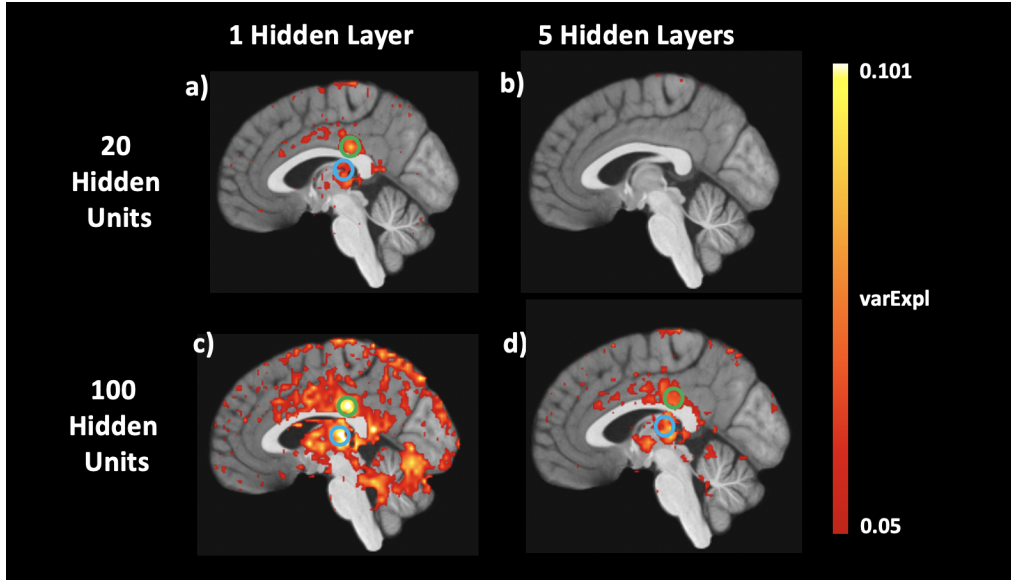 1 Hidden Layer
5 Hidden Layers
a)
b)
0.101
20
Hidden
Units
varExpl
c)
d)
100
Hidden
Units
0.05